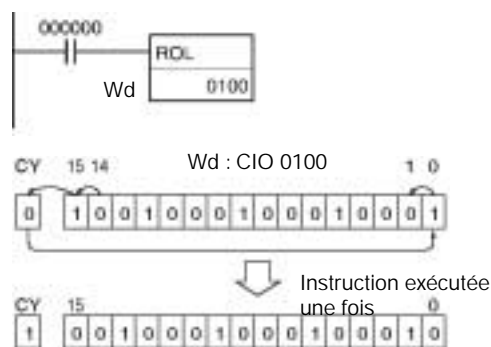 000000
ROL
Wd 0100
CY 15 14 Wd : CIO 0100 1 0
0 1 0 0 1 0 0 0 1 0 0 0 1 0 0 0 1
Instruction exécutée
une fois
CY 15 0
1 0 0 1 0 0 0 1 0 0 0 1 0 0 0 1 0